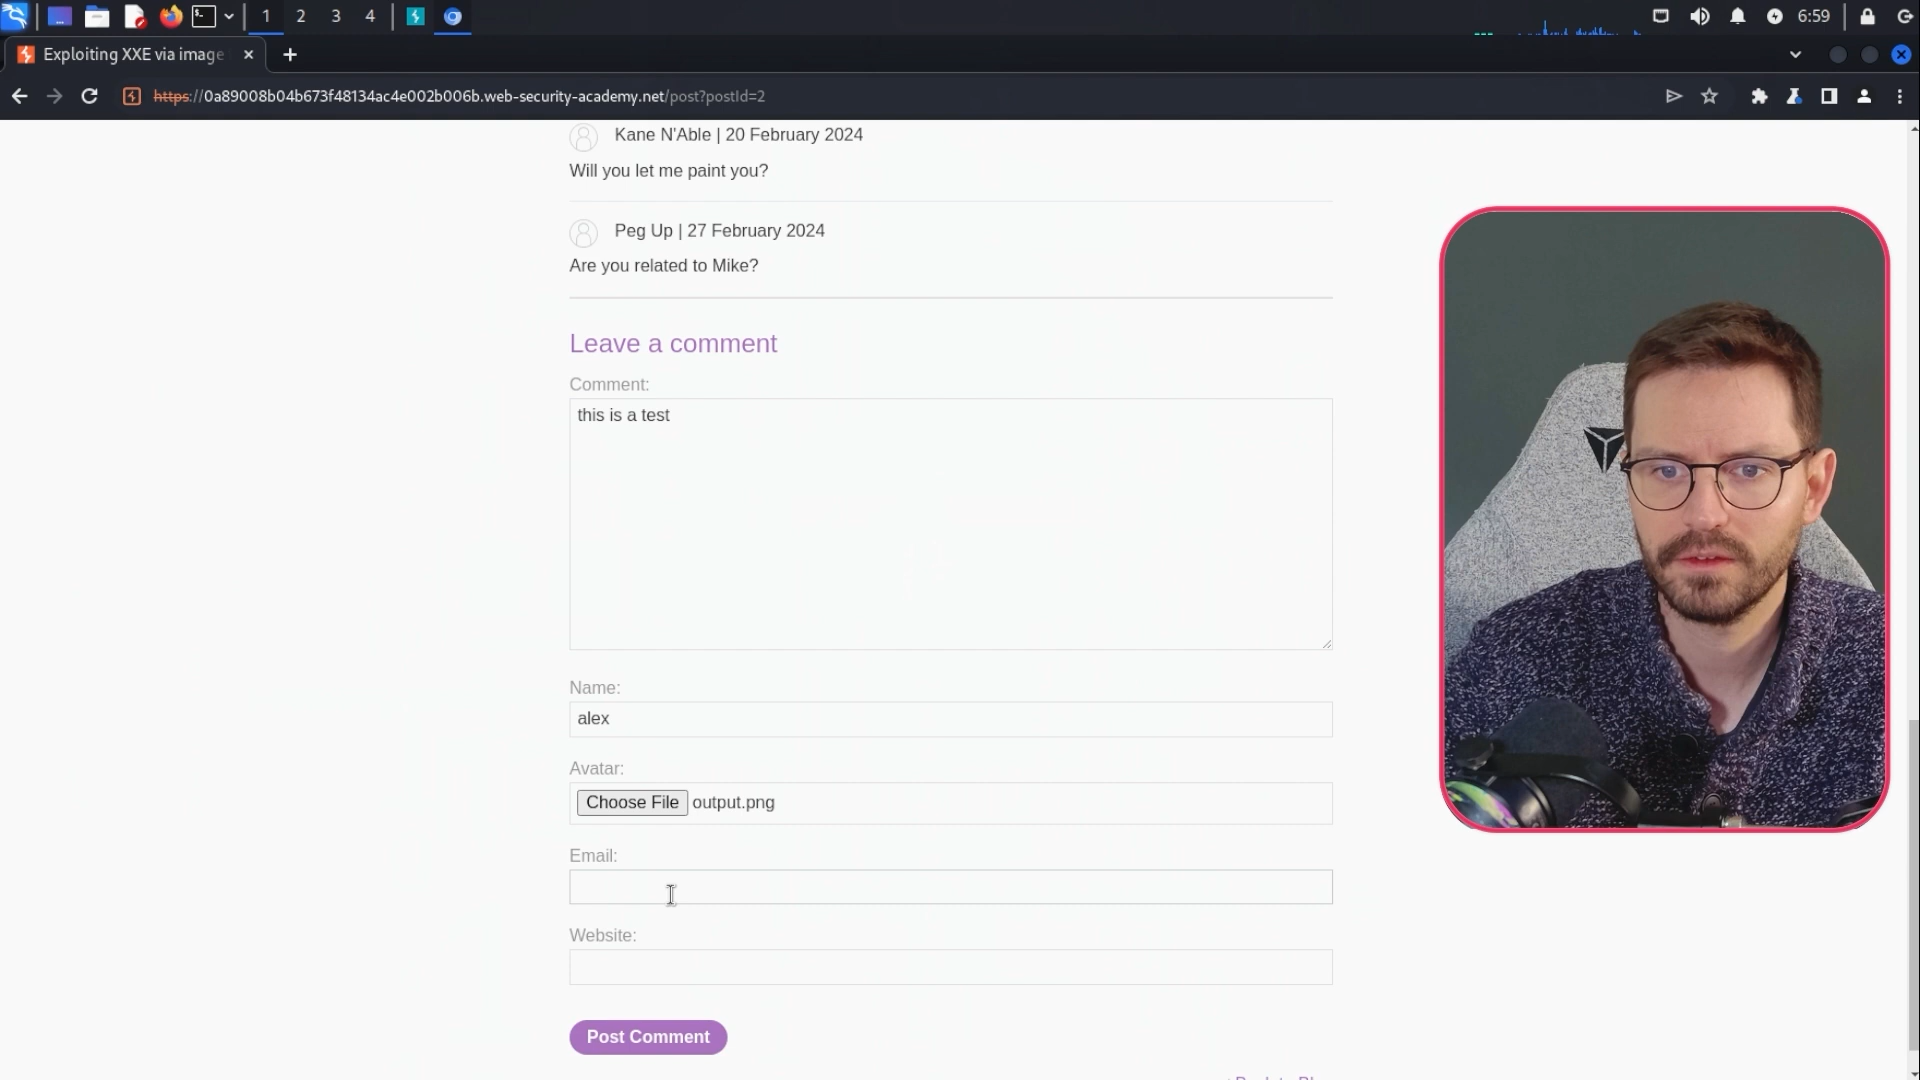 1 2 3 4
6:59
Exploiting XXE via image
https://0a89008b04b673f48134ac4e002b006b.web-security-academy.net/post?postId=2
Kane N'Able | 20 February 2024
Will you let me paint you?
Peg Up | 27 February 2024
Are you related to Mike?
Leave a comment
Comment:
this is a test
Name:
alex
Avatar:
Choose File output.png
Email:
Website:
Post Comment